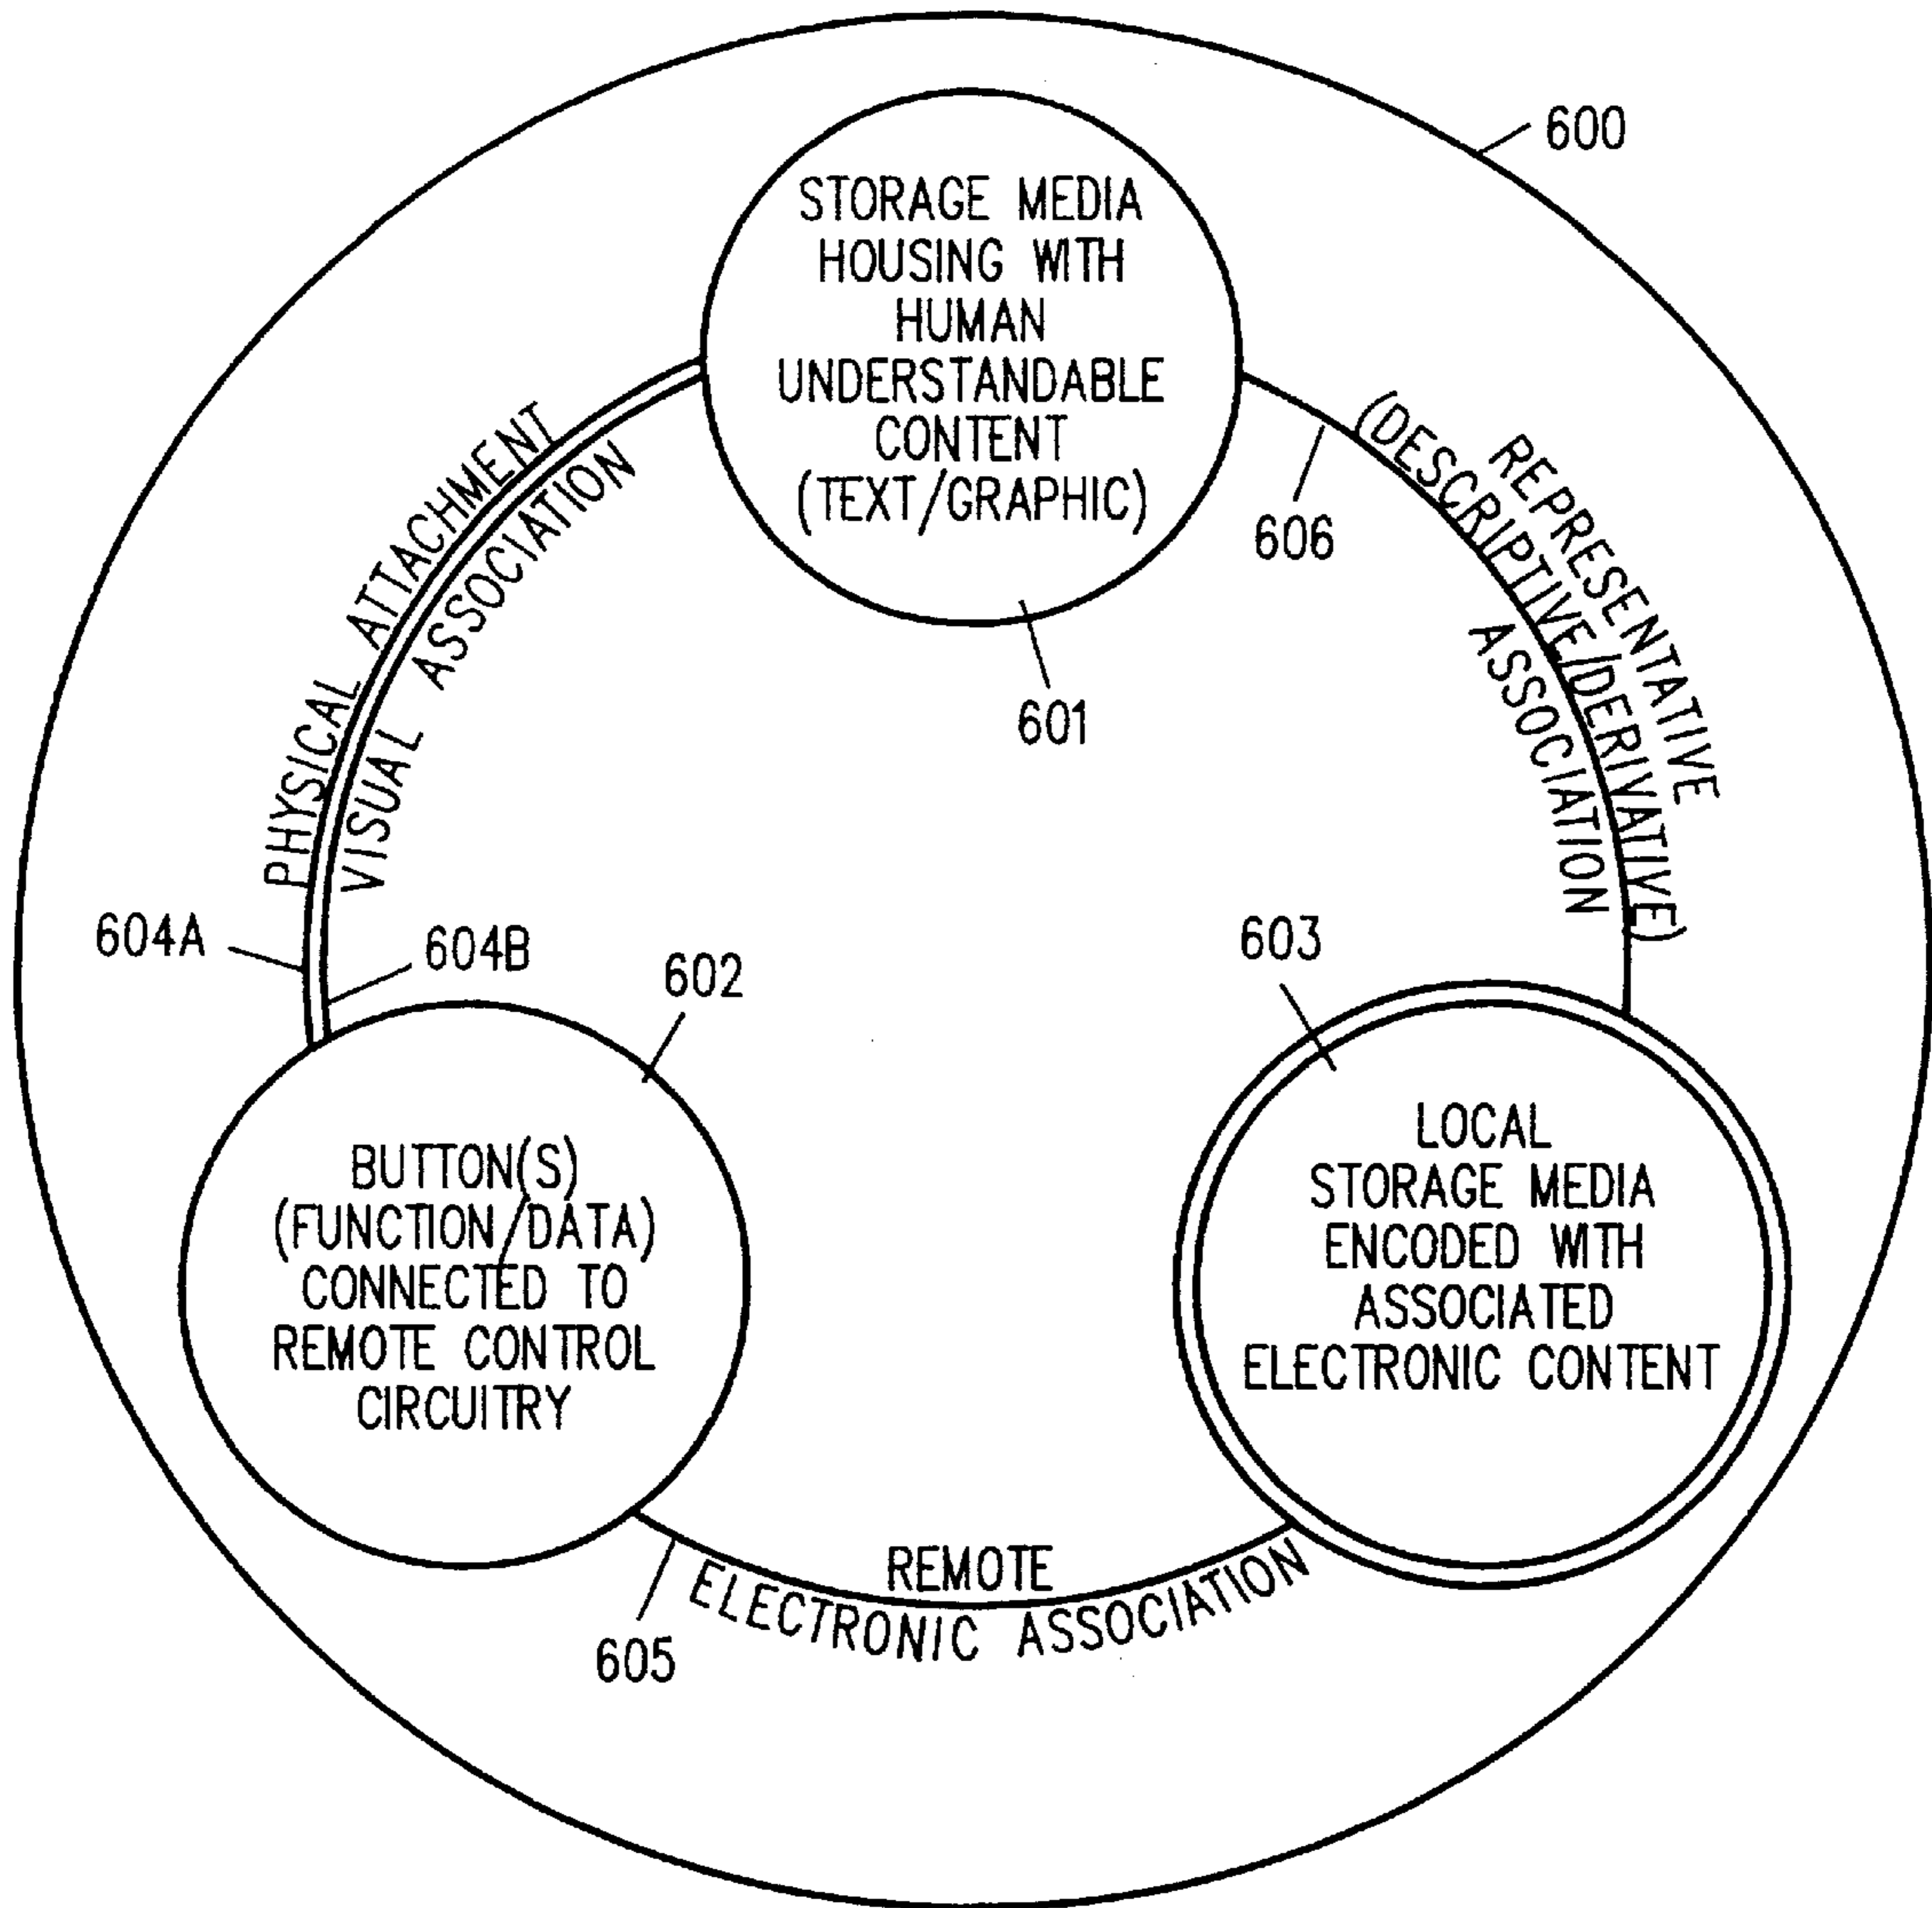 600
STORAGE MEDIA
HOUSING WITH
HUMAN
UNDERSTANDABLE
CONTENT
(TEXT/GRAPHIC)
601
606
PHYSICAL ATTACHMENT
VISUAL ASSOCIATION
REPRESENTATIVE
(DESCRIPTIVE/DERIVATIVE)
ASSOCIATION
604A
604B
602
603
BUTTON(S)
(FUNCTION/DATA)
CONNECTED TO
REMOTE CONTROL
CIRCUITRY
LOCAL
STORAGE MEDIA
ENCODED WITH
ASSOCIATED
ELECTRONIC CONTENT
REMOTE
ELECTRONIC ASSOCIATION
605